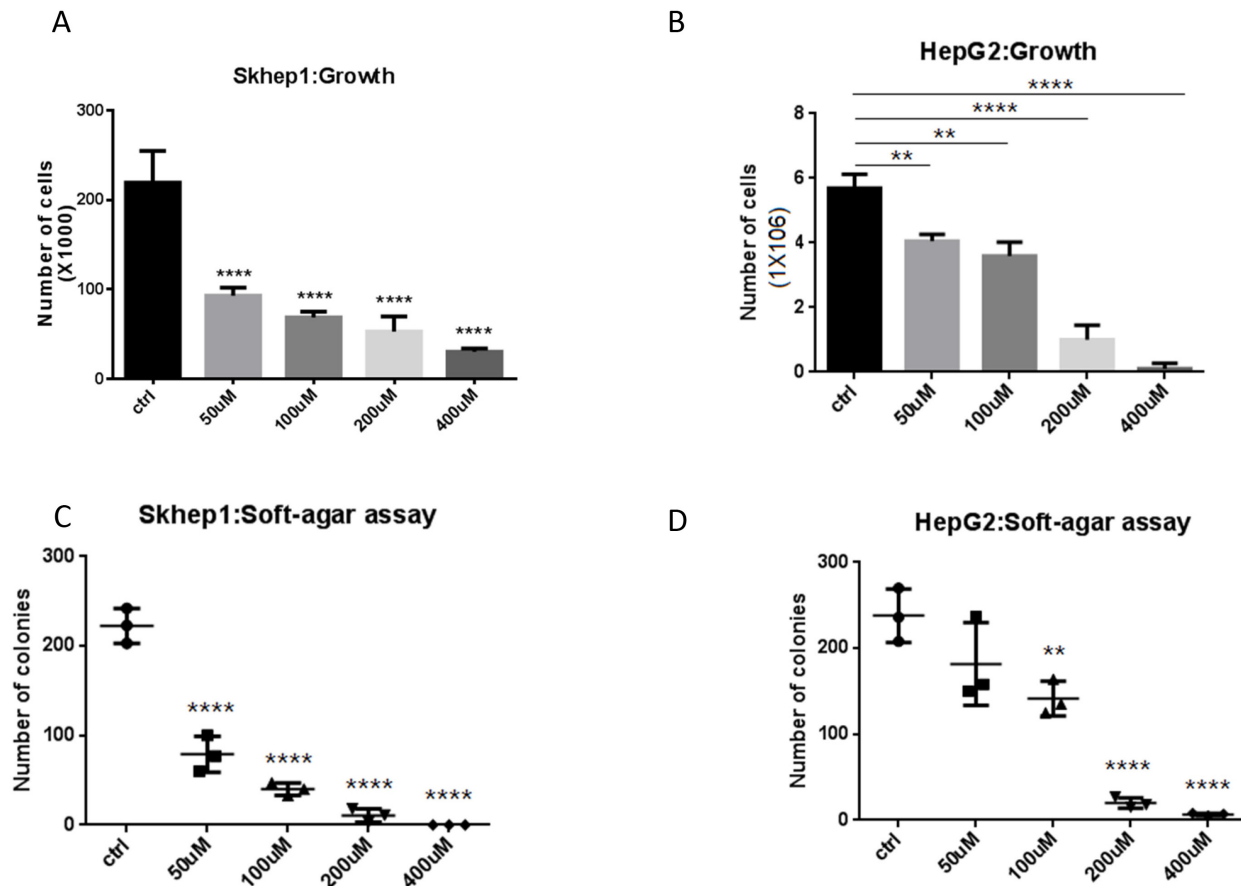 A
Skhep1:Growth
Number of cells
(X1000)
300
200
100
0
****
****
****
****
ctrl
50uM
100uM
200uM
400uM
B
HepG2:Growth
Number of cells
(1X106)
8
6
4
2
0
****
****
**
**
ctrl
50uM
100uM
200uM
400uM
C
Skhep1:Soft-agar assay
Number of colonies
300
200
100
0
****
****
****
****
ctrl
50uM
100uM
200uM
400uM
D
HepG2:Soft-agar assay
Number of colonies
300
200
100
0
**
****
****
ctrl
50uM
100uM
200uM
400uM